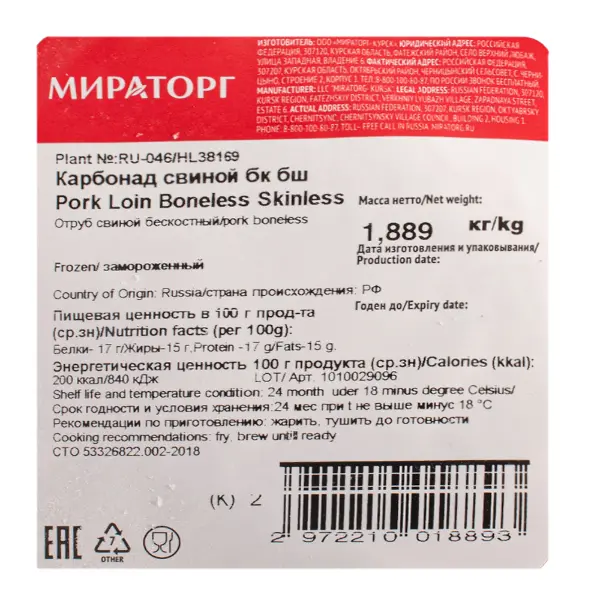 МИРАТОРГ
ИЗГОТОВИТЕЛЬ: ООО «МИРАТОРГ-КУРСК» ЮРИДИЧЕСКИЙ АДРЕС: РОССИЙСКАЯ
ФЕДЕРАЦИЯ, 307120, КУРСКАЯ ОБЛАСТЬ, ФАТЕЖСКИЙ РАЙОН, СЕЛО ВЕРХНИЙ ЛЮБАЖ,
УЛИЦА ЗАПАДНАЯ, ВЛАДЕНИЕ 6. ФАКТИЧЕСКИЙ АДРЕС: РОССИЙСКАЯ ФЕДЕРАЦИЯ,
307207, КУРСКАЯ ОБЛАСТЬ, ОКТЯБРЬСКИЙ РАЙОН, ЧЕРНИЦЫНСКИЙ СЕЛЬСОВЕТ, С. ЧЕРНИ-
ЦЫНО, СТРОЕНИЕ 2, КОРПУС 1. ТЕЛ.: 8-800-100-60-87, ПО РОССИИ ЗВОНОК БЕСПЛАТНЫЙ
MANUFACTURER: LLC "MIRATORG- KURSK". LEGAL ADDRESS: RUSSIAN FEDERATION, 307120,
KURSK REGION, FATEZHSKIY DISTRICT, VERKHNIY LYUBAZH VILLAGE, ZAPADNAYA STREET,
ESTATE 6. ACTUAL ADDRESS: RUSSIAN FEDERATION, 307207, KURSK REGION, OKTYABRSKY
DISTRICT, CHERNITSYNO, CHERNITSYNSKY VILLAGE COUNCIL, BUILDING 2, HOUSING 1.
PHONE: 8-800-100-60-87, TOLL- FREE CALL IN RUSSIA. MIRATORG.RU
Plant №:RU-046/HL38169
Карбонад свиной бк бш
Pork Loin Boneless Skinless
Отруб свиной бескостный/pork boneless
Масса нетто/Net weight:
1,889 кг/kg
Дата изготовления и упаковывания/
Production date:
Frozen/ замороженный
Country of Origin: Russia/страна происхождения: РФ
Годен до/Expiry date:
Пищевая ценность в 100 г прод-та
(ср.зн)/Nutrition facts (per 100g):
Белки- 17 г/Жиры-15 г.Protein -17 g/Fats-15 g.
Энергетическая ценность 100 г продукта (ср.зн)/Calories (kkal):
200 ккал/840 кДж LOT/ Арт. 1010029096
Shelf life and temperature condition: 24 month uder 18 minus degree Celsius/
Срок годности и условия хранения:24 мес при t не выше минус 18 °C
Рекомендации по приготовлению: жарить, тушить до готовности
Cooking recommendations: fry, brew until ready
СТО 53326822.002-2018
(К) 2
2 972210 018893
ЕАС
7
OTHER